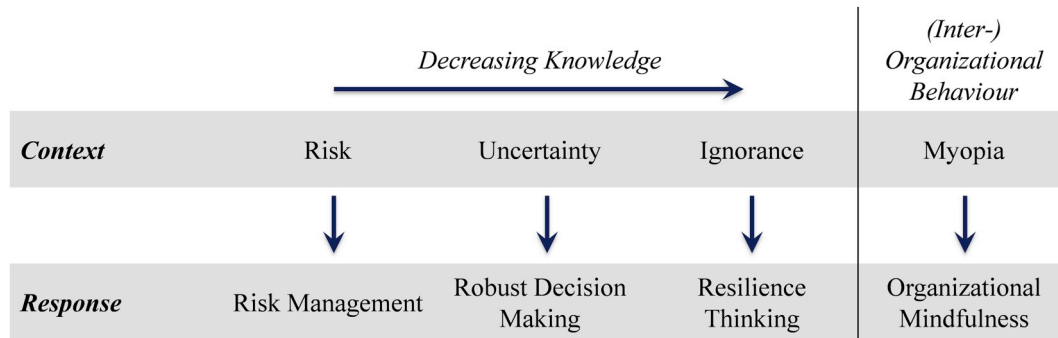 Decreasing Knowledge
(Inter-)
Organizational
Behaviour
Context Risk Uncertainty Ignorance Myopia
Response Risk Management Robust Decision Making Resilience Thinking Organizational Mindfulness